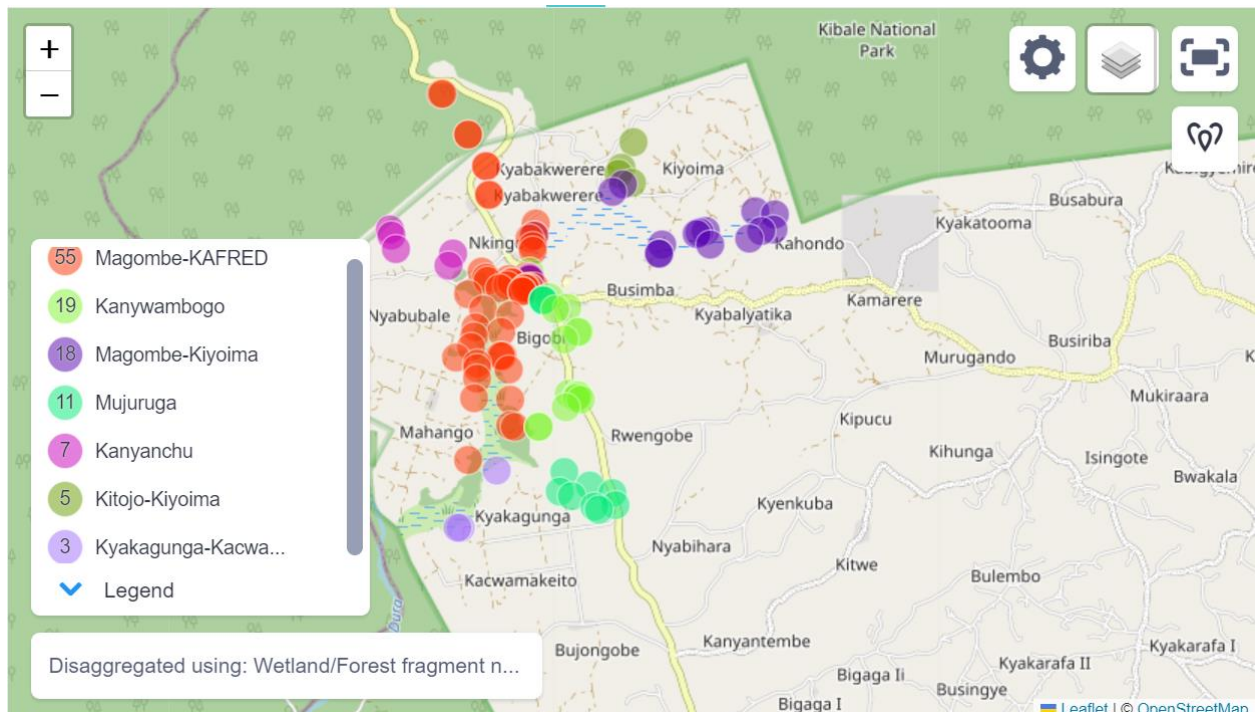 +
−
Kibale National
Park
Kyabakwerere
Kiyoima
Kyabakwerere
Busabura
Kyakatooma
Kahondo
Busimba
Kamarere
Nyabubale
Kyabalyatika
Bigobi
Busiriba
Murugando
Mukiraara
Kipucu
Mahango
Rwengobe
Kihunga
Isingote
Bwakala
Kyenkuba
Kyakagunga
Nyabihara
Kitwe
Kacwamakeito
Bulembo
Dura
Kanyantembe
Bujongobe
Kyakarafa I
Kyakarafa II
Bigaga Ii
Busingye
Bigaga I
55 Magombe-KAFRED
19 Kanywambogo
18 Magombe-Kiyoima
11 Mujuruga
7 Kanyanchu
5 Kitojo-Kiyoima
3 Kyakagunga-Kacwa...
Legend
Disaggregated using: Wetland/Forest fragment n...
Leaflet | © OpenStreetMap